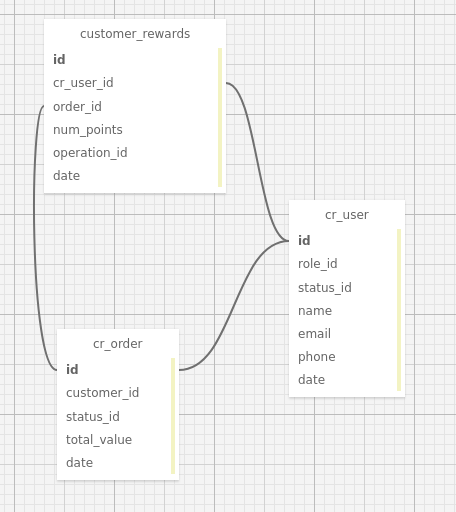 customer_rewards
id
cr_user_id
order_id
num_points
operation_id
date
cr_user
id
role_id
status_id
name
email
phone
date
cr_order
id
customer_id
status_id
total_value
date